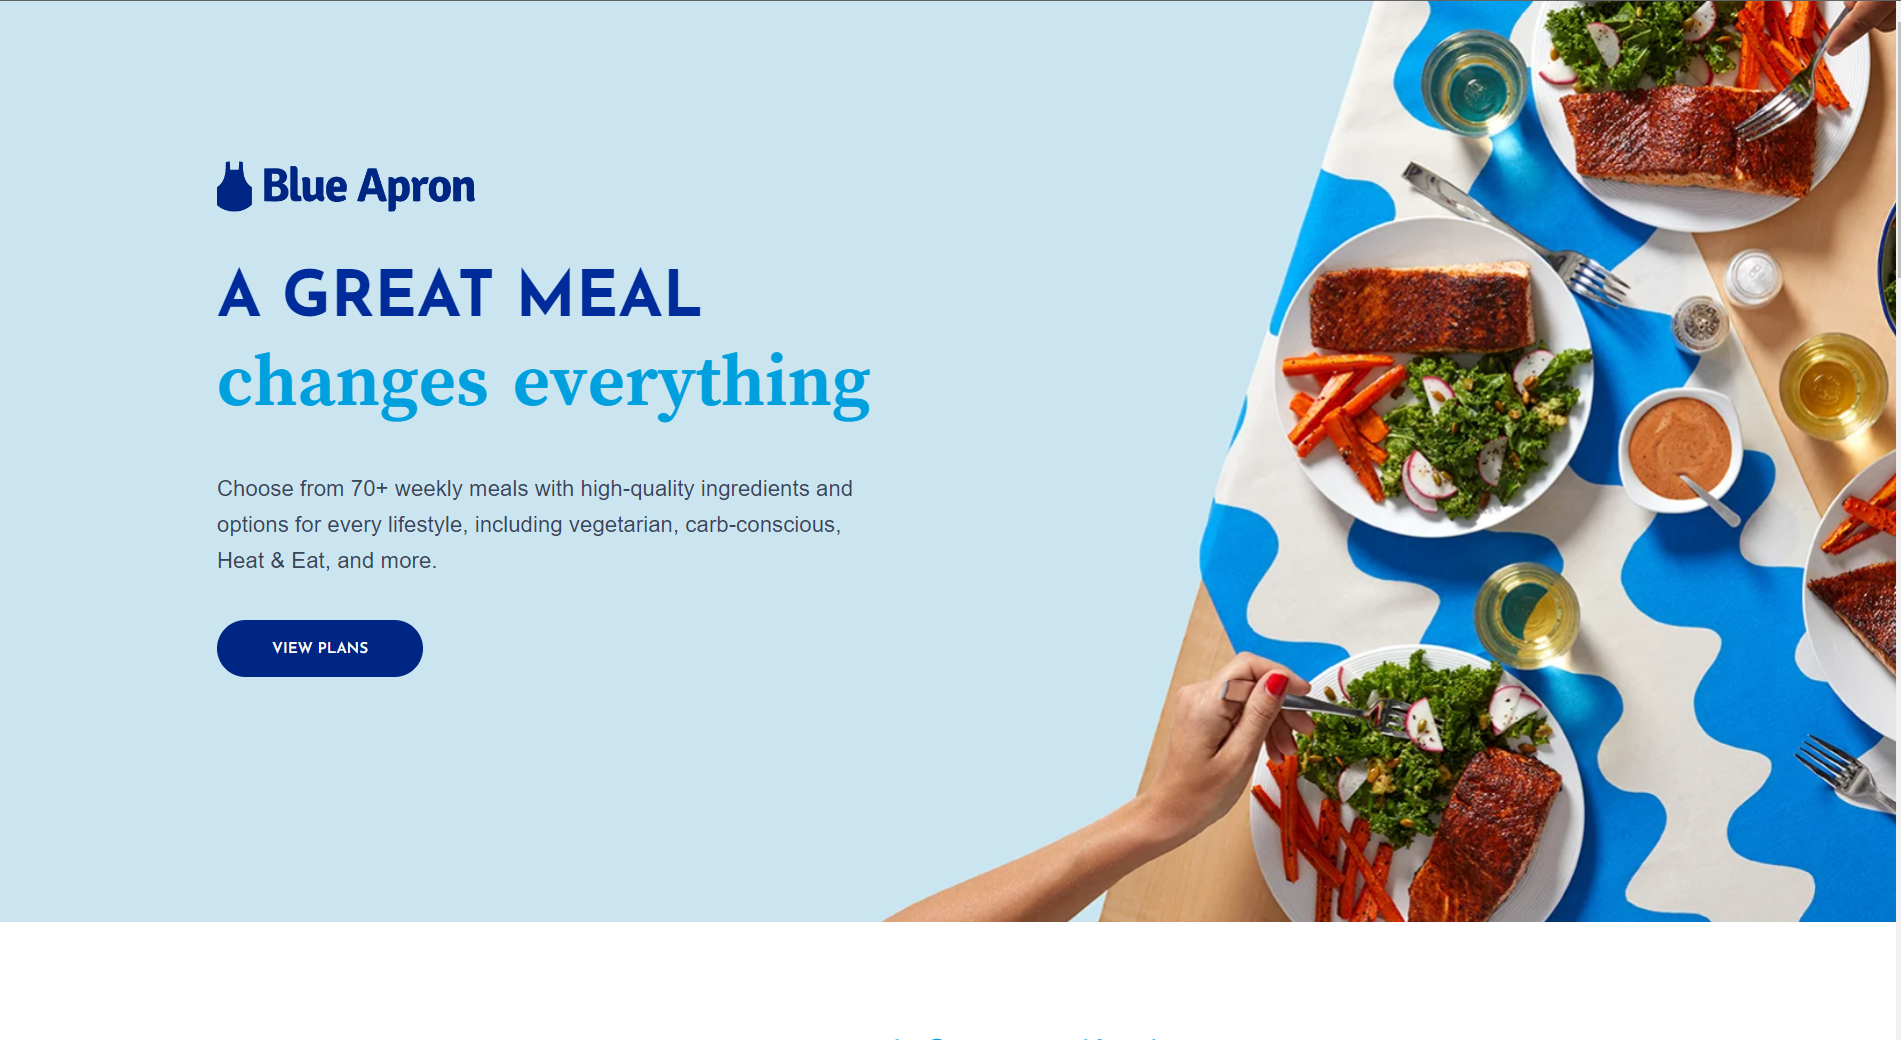 Blue Apron
A GREAT MEAL
changes everything
Choose from 70+ weekly meals with high-quality ingredients and
options for every lifestyle, including vegetarian, carb-conscious,
Heat & Eat, and more.
VIEW PLANS